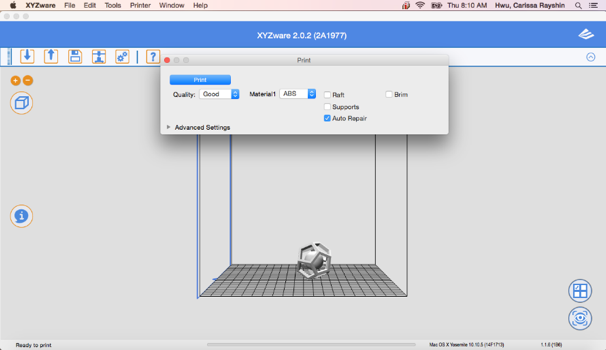 XYZware File Edit Tools Printer Window Help Thu 8:10 AM Hwu, Carissa Rayshin
XYZware 2.0.2 (2A1977)
Print
Print
Quality: Good Material1 ABS Raft Brim
Supports
Auto Repair
Advanced Settings
Ready to print Mac OS X Yosemite 10.10.5 (14F1713) 1.1.6 (196)